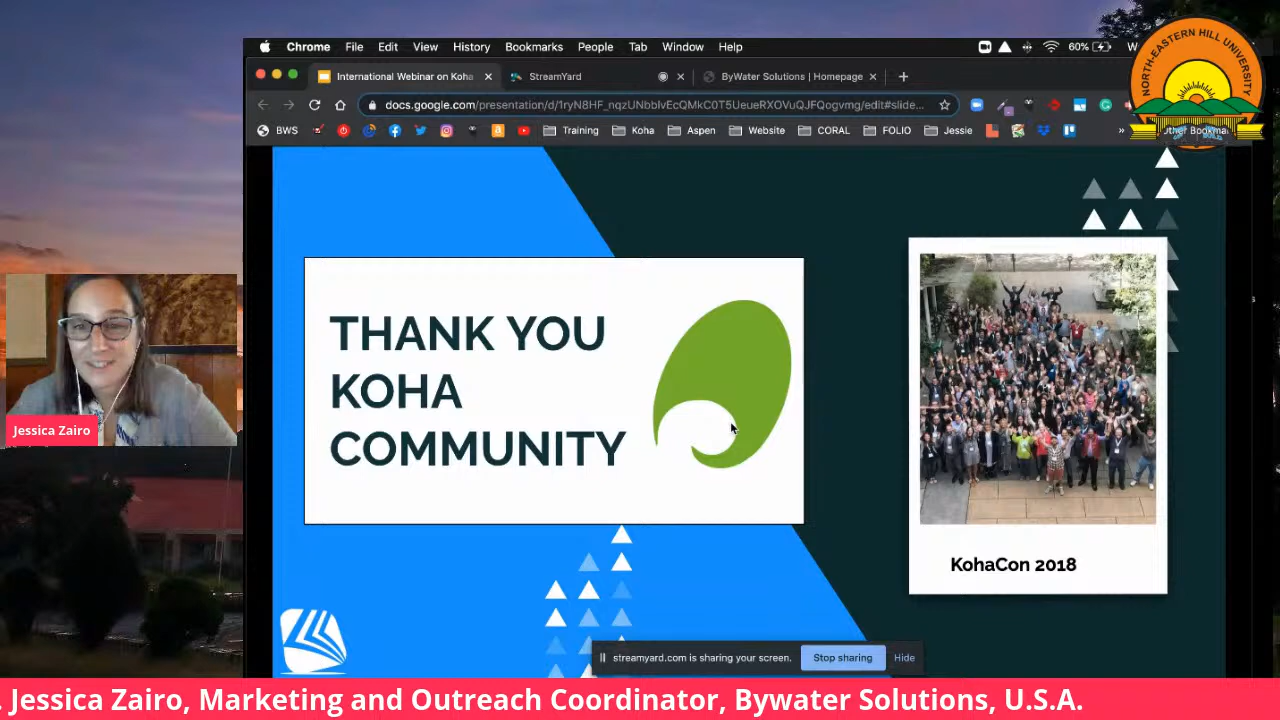 Chrome File Edit View History Bookmarks People Tab Window Help 60%
International Webinar on Koha
StreamYard
ByWater Solutions | Homepage
docs.google.com/presentation/d/1ryN8HF_nqzUNbbIvEcQMkC0T5UeueRXOVuQJFQogvmg/edit#slide...
BWS Training Koha Aspen Website CORAL FOLIO Jessie » Other Bookma
NORTH-EASTERN HILL UNIVERSITY
THANK YOU
KOHA
COMMUNITY
KohaCon 2018
Jessica Zairo
streamyard.com is sharing your screen. Stop sharing Hide
. Jessica Zairo, Marketing and Outreach Coordinator, Bywater Solutions, U.S.A.